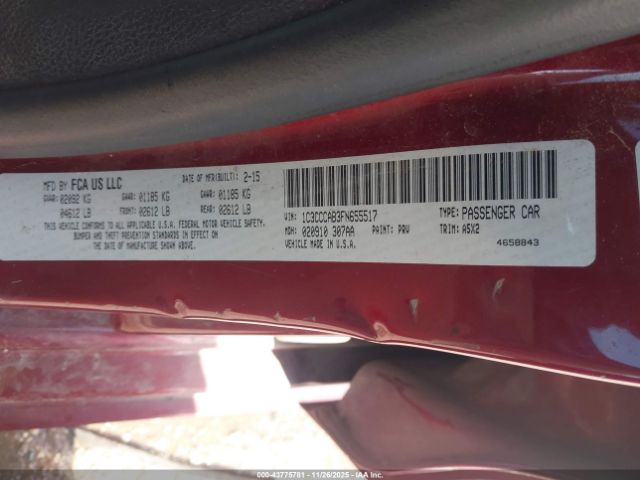 MFD BY FCA US LLC DATE OF MFR(BUILT): 2-15
GVWR: 02092 KG GAWR: 01185 KG GAWR: 01185 KG
04612 LB FRONT: 02612 LB REAR: 02612 LB
THIS VEHICLE CONFORMS TO ALL U.S.A. FEDERAL MOTOR VEHICLE SAFETY,
BUMPER AND THEFT PREVENTION STANDARDS IN EFFECT ON
THE DATE OF MANUFACTURE SHOWN ABOVE.
VIN: 1C3CCCAB3FN655517 TYPE: PASSENGER CAR
MDH: 020910 307AA PAINT: PRV TRIM: A5X2
VEHICLE MADE IN U.S.A. 4658843
000-43775781 - 11/26/2025 - IAAI.com